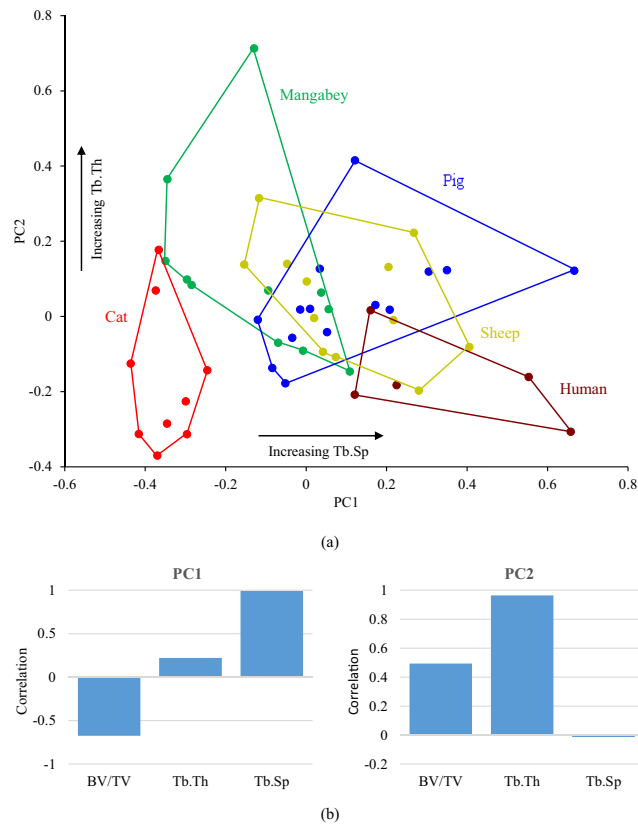 0.8
0.6
0.4
0.2
0
-0.2
-0.4
PC2
Increasing Tb.Th
Mangabey
Pig
Cat
Sheep
Human
Increasing Tb.Sp
-0.6 -0.4 -0.2 0 0.2 0.4 0.6 0.8
PC1
(a)
PC1
1
0.5
0
-0.5
-1
Correlation
BV/TV Tb.Th Tb.Sp
PC2
1
0.8
0.6
0.4
0.2
0
-0.2
Correlation
BV/TV Tb.Th Tb.Sp
(b)